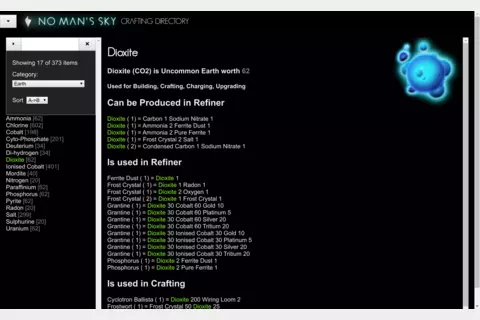 NO MAN'S SKY CRAFTING DIRECTORY
Showing 17 of 373 items
Category:
Earth
Sort A->B
Ammonia [62]
Chlorine [602]
Cobalt [198]
Cyto-Phosphate [201]
Deuterium [34]
Di-hydrogen [34]
Dioxite [62]
Ionised Cobalt [401]
Mordite [40]
Nitrogen [20]
Paraffinium [62]
Phosphorus [62]
Pyrite [62]
Radon [20]
Salt [299]
Sulphurine [20]
Uranium [62]
Dioxite
Dioxite (CO2) is Uncommon Earth worth 62
Used for Building, Crafting, Charging, Upgrading
Can be Produced in Refiner
Dioxite ( 1) = Carbon 1 Sodium Nitrate 1
Dioxite ( 1) = Ammonia 2 Ferrite Dust 1
Dioxite ( 1) = Ammonia 2 Pure Ferrite 1
Dioxite ( 1) = Frost Crystal 2 Salt 1
Dioxite ( 2) = Condensed Carbon 1 Sodium Nitrate 1
Is used in Refiner
Ferrite Dust ( 1) = Dioxite 1
Frost Crystal ( 1) = Dioxite 1 Radon 1
Frost Crystal ( 1) = Dioxite 2 Oxygen 1
Frost Crystal ( 2) = Dioxite 1 Frost Crystal 1
Grantine ( 1) = Dioxite 30 Cobalt 60 Gold 10
Grantine ( 1) = Dioxite 30 Cobalt 60 Platinum 5
Grantine ( 1) = Dioxite 30 Cobalt 60 Silver 20
Grantine ( 1) = Dioxite 30 Cobalt 60 Tritium 20
Grantine ( 1) = Dioxite 30 Ionised Cobalt 30 Gold 10
Grantine ( 1) = Dioxite 30 Ionised Cobalt 30 Platinum 5
Grantine ( 1) = Dioxite 30 Ionised Cobalt 30 Silver 20
Grantine ( 1) = Dioxite 30 Ionised Cobalt 30 Tritium 20
Phosphorus ( 1) = Dioxite 2 Ferrite Dust 1
Phosphorus ( 1) = Dioxite 2 Pure Ferrite 1
Is used in Crafting
Cyclotron Ballista ( 1) = Dioxite 200 Wiring Loom 2
Frostwort ( 1) = Frost Crystal 50 Dioxite 25